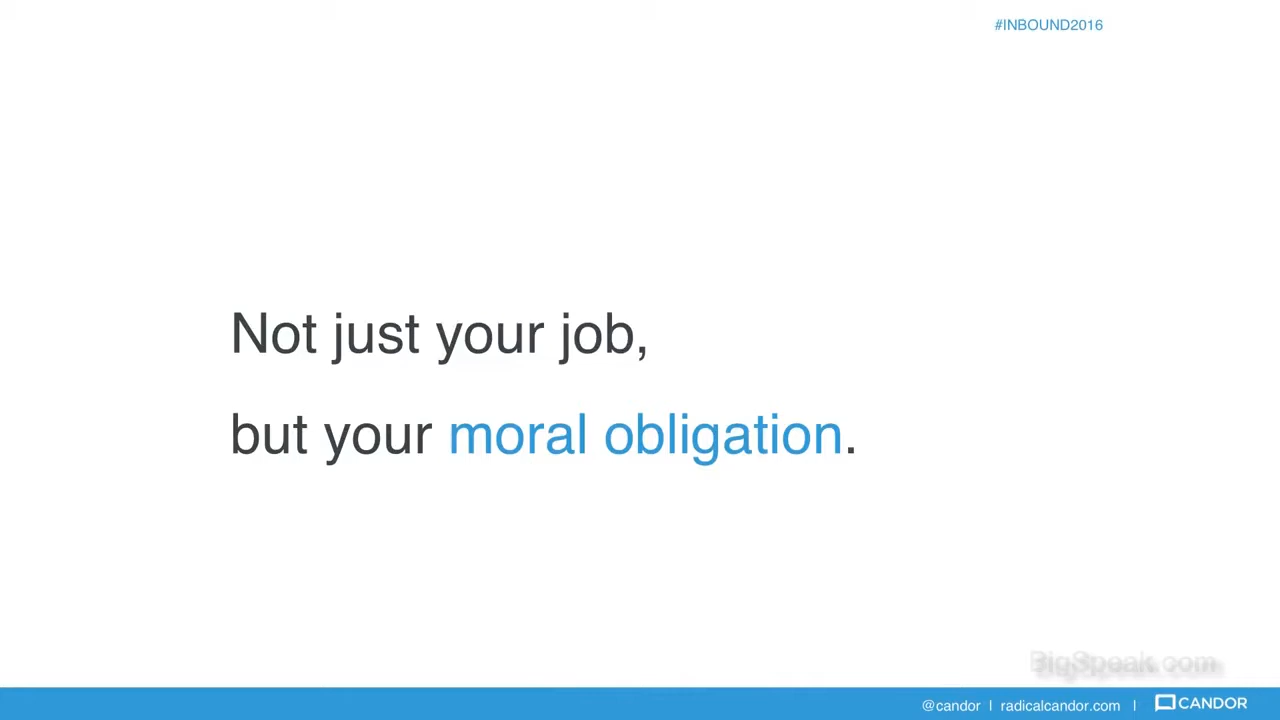 #INBOUND2016
Not just your job,
but your moral obligation.
BigSpeak.com
@candor | radicalcandor.com | CANDOR